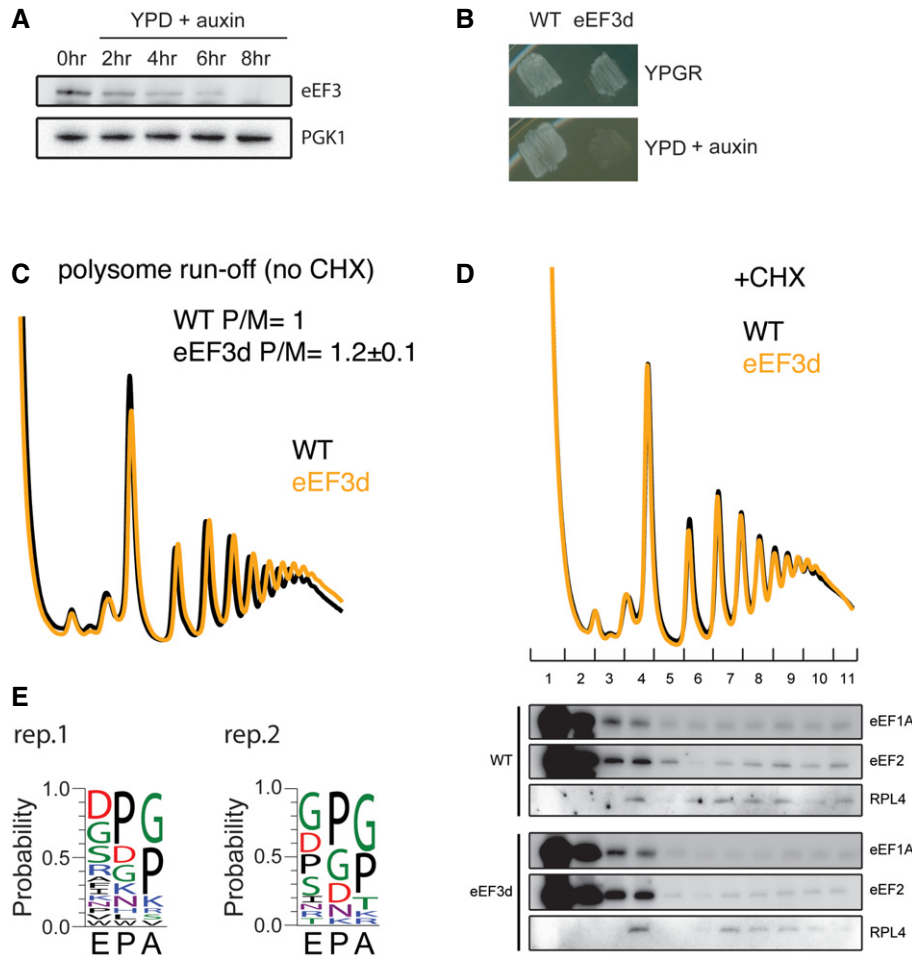 A
YPD + auxin
0hr 2hr 4hr 6hr 8hr
eEF3
PGK1
B
WT eEF3d
YPGR
YPD + auxin
C
polysome run-off (no CHX)
WT P/M= 1
eEF3d P/M= 1.2±0.1
WT
eEF3d
D
+CHX
WT
eEF3d
1 2 3 4 5 6 7 8 9 10 11
WT
eEF1A
eEF2
RPL4
eEF3d
eEF1A
eEF2
RPL4
E
rep.1
Probability
1.0
0.5
0.0
D P G
G D P
S G K
R K
N
E P A
rep.2
Probability
1.0
0.5
0.0
G P G
D G P
P D T
S N K
E P A